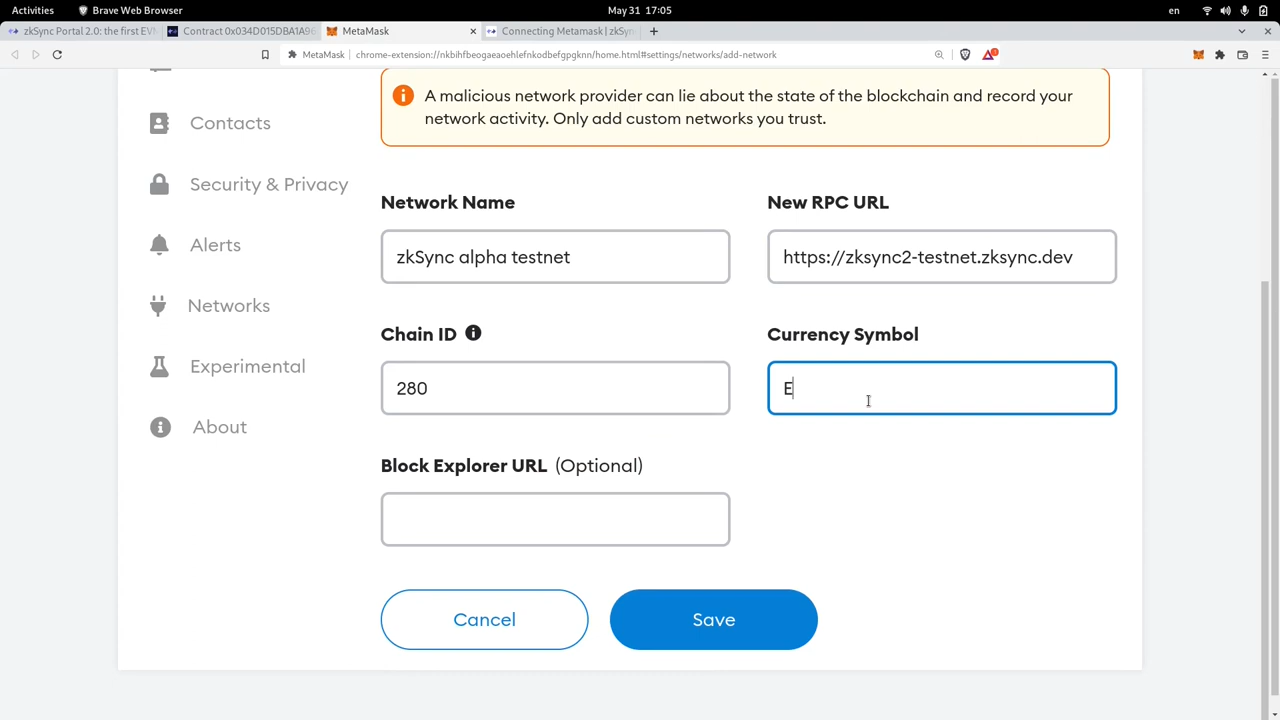 Activities
Brave Web Browser
May 31 17:05
en
zkSync Portal 2.0: the first EV
Contract 0x034D015DBA1A9
MetaMask
Connecting Metamask | zkSyn
MetaMask
chrome-extension://nkbihfbeogaeaoehlefnkodbefgpgknn/home.html#settings/networks/add-network
A malicious network provider can lie about the state of the blockchain and record your
network activity. Only add custom networks you trust.
Contacts
Security & Privacy
Alerts
Networks
Experimental
About
Network Name
New RPC URL
zkSync alpha testnet
https://zksync2-testnet.zksync.dev
Chain ID
Currency Symbol
280
E
Block Explorer URL (Optional)
Cancel
Save